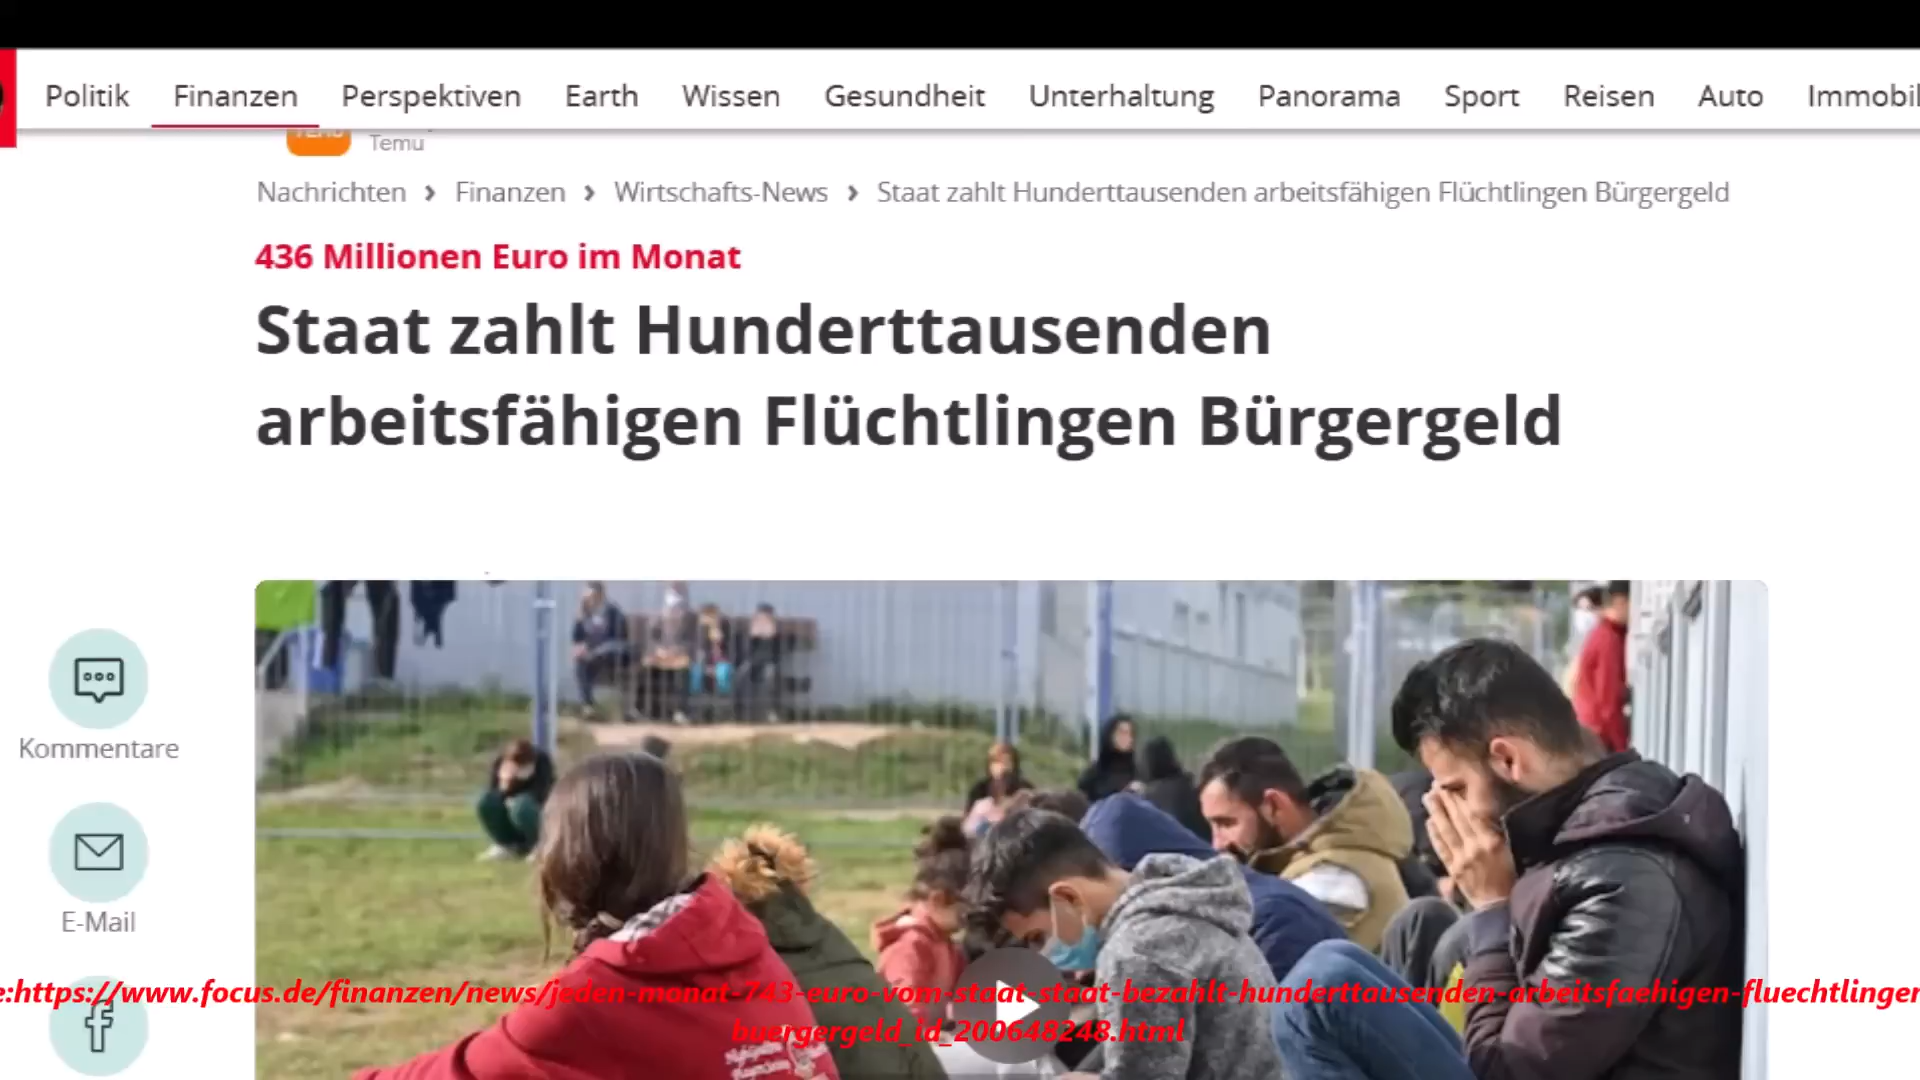 Politik Finanzen Perspektiven Earth Wissen Gesundheit Unterhaltung Panorama Sport Reisen Auto Immobil
Temu
Nachrichten › Finanzen › Wirtschafts-News › Staat zahlt Hunderttausenden arbeitsfähigen Flüchtlingen Bürgergeld
436 Millionen Euro im Monat
Staat zahlt Hunderttausenden
arbeitsfähigen Flüchtlingen Bürgergeld
Kommentare
E-Mail
e:https://www.focus.de/finanzen/news/jeden-monat-743-euro-vom-staat-staat-bezahlt-hunderttausenden-arbeitsfaehigen-fluechtlingen
buergergeld_id_200648248.html